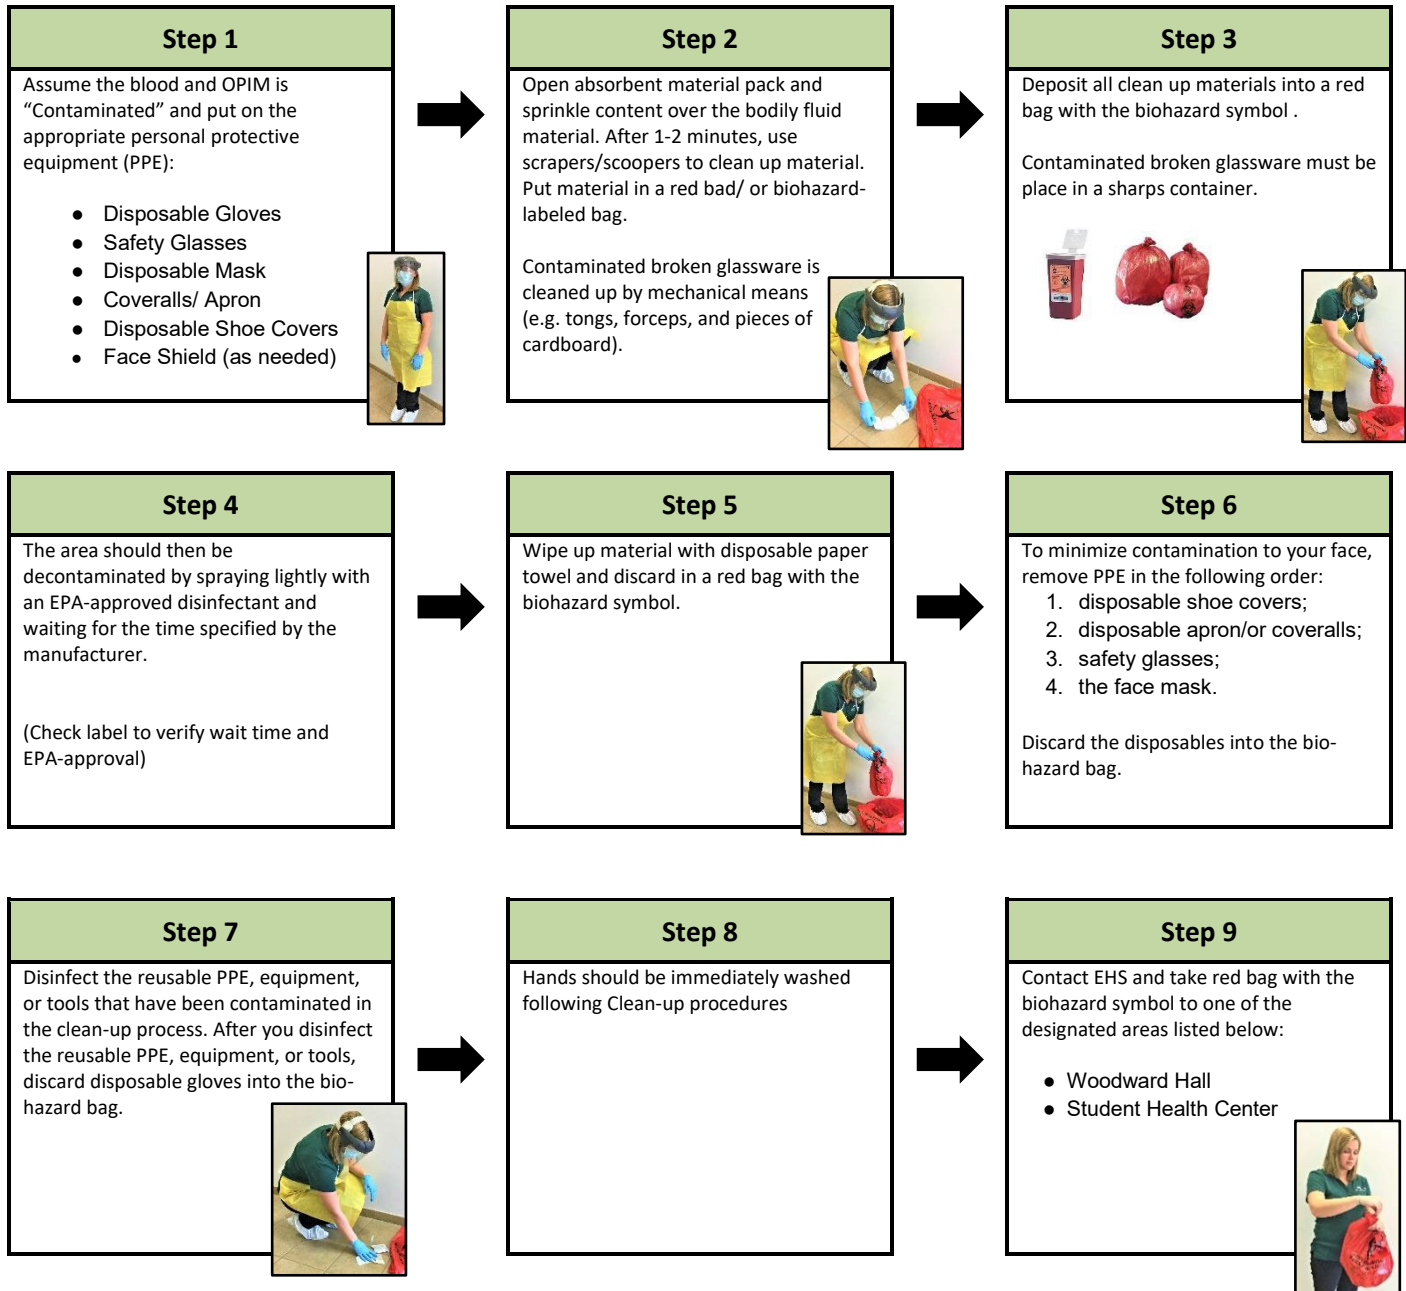 Step 1
Assume the blood and OPIM is
“Contaminated” and put on the
appropriate personal protective
equipment (PPE):
● Disposable Gloves
● Safety Glasses
● Disposable Mask
● Coveralls/ Apron
● Disposable Shoe Covers
● Face Shield (as needed)
Step 2
Open absorbent material pack and
sprinkle content over the bodily fluid
material. After 1-2 minutes, use
scrapers/scoopers to clean up material.
Put material in a red bad/ or biohazard-
labeled bag.
Contaminated broken glassware is
cleaned up by mechanical means
(e.g. tongs, forceps, and pieces of
cardboard).
Step 3
Deposit all clean up materials into a red
bag with the biohazard symbol .
Contaminated broken glassware must be
place in a sharps container.
Step 4
The area should then be
decontaminated by spraying lightly with
an EPA-approved disinfectant and
waiting for the time specified by the
manufacturer.
(Check label to verify wait time and
EPA-approval)
Step 5
Wipe up material with disposable paper
towel and discard in a red bag with the
biohazard symbol.
Step 6
To minimize contamination to your face,
remove PPE in the following order:
1. disposable shoe covers;
2. disposable apron/or coveralls;
3. safety glasses;
4. the face mask.
Discard the disposables into the bio-
hazard bag.
Step 7
Disinfect the reusable PPE, equipment,
or tools that have been contaminated in
the clean-up process. After you disinfect
the reusable PPE, equipment, or tools,
discard disposable gloves into the bio-
hazard bag.
Step 8
Hands should be immediately washed
following Clean-up procedures
Step 9
Contact EHS and take red bag with the
biohazard symbol to one of the
designated areas listed below:
● Woodward Hall
● Student Health Center